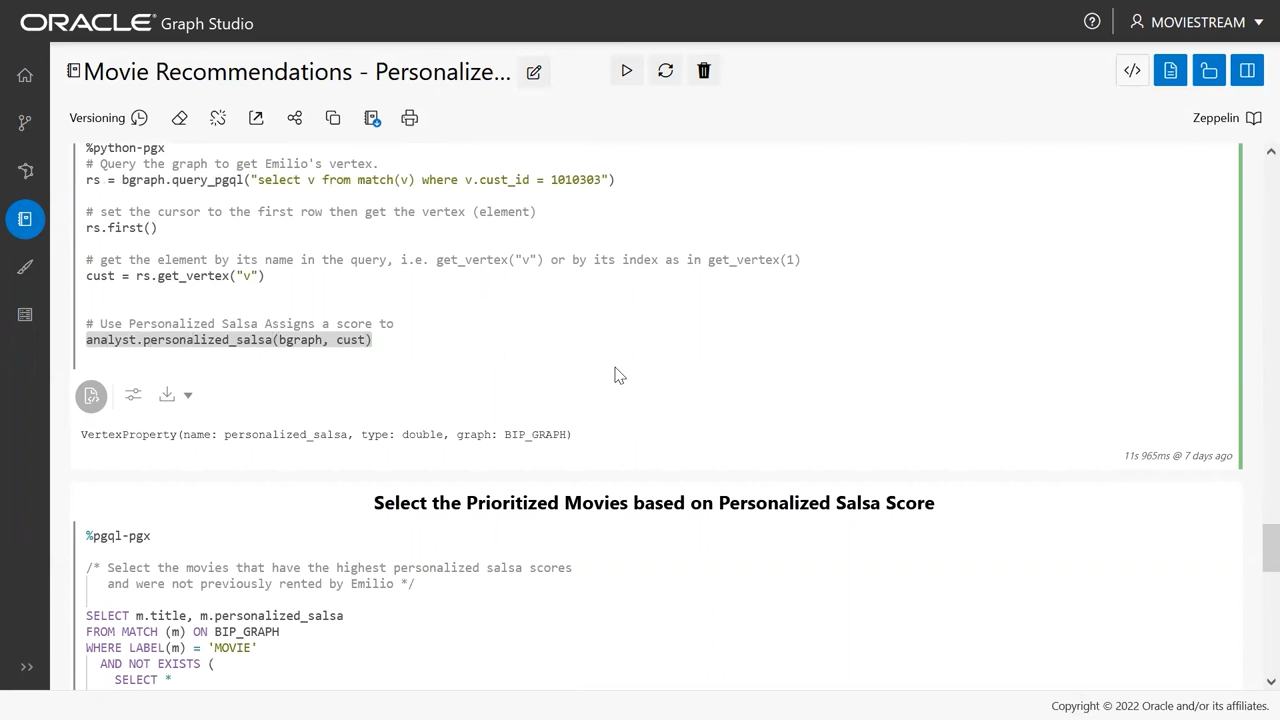 ORACLE® Graph Studio
MOVIESTREAM
Movie Recommendations - Personalize...
Versioning
Zeppelin
%python-pgx
# Query the graph to get Emilio's vertex.
rs = bgraph.query_pgql("select v from match(v) where v.cust_id = 1010303")
# set the cursor to the first row then get the vertex (element)
rs.first()
# get the element by its name in the query, i.e. get_vertex("v") or by its index as in get_vertex(1)
cust = rs.get_vertex("v")
# Use Personalized Salsa Assigns a score to
analyst.personalized_salsa(bgraph, cust)
VertexProperty(name: personalized_salsa, type: double, graph: BIP_GRAPH)
11s 965ms @ 7 days ago
Select the Prioritized Movies based on Personalized Salsa Score
%pgql-pgx
/* Select the movies that have the highest personalized salsa scores
and were not previously rented by Emilio */
SELECT m.title, m.personalized_salsa
FROM MATCH (m) ON BIP_GRAPH
WHERE LABEL(m) = 'MOVIE'
AND NOT EXISTS (
SELECT *
Copyright © 2022 Oracle and/or its affiliates.